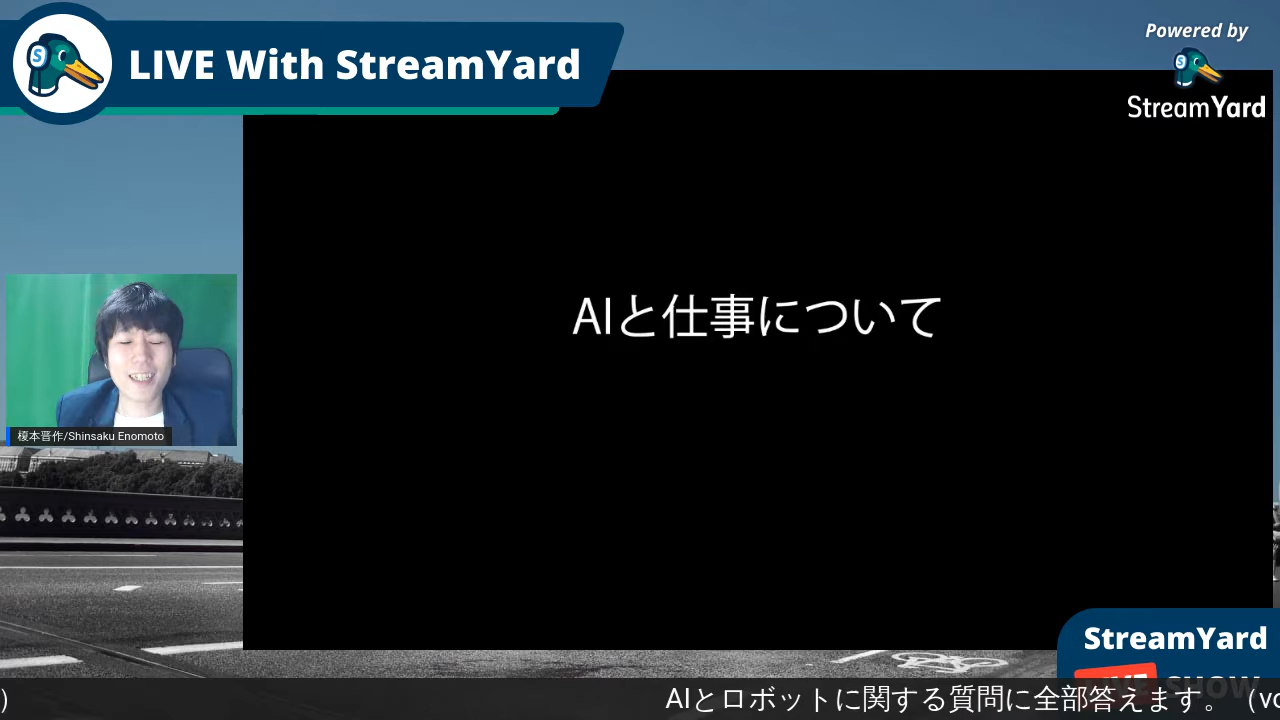 LIVE With StreamYard
Powered by
StreamYard
AIと仕事について
榎本晋作/Shinsaku Enomoto
StreamYard
LIVE SHOW
)
AIとロボットに関する質問に全部答えます。（vo